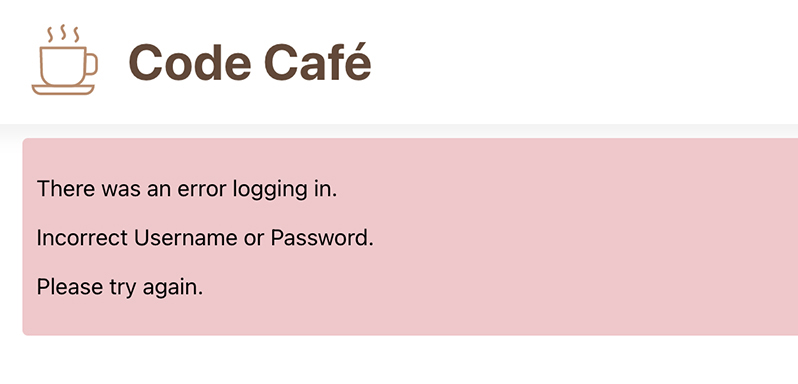 Code Café
There was an error logging in.
Incorrect Username or Password.
Please try again.